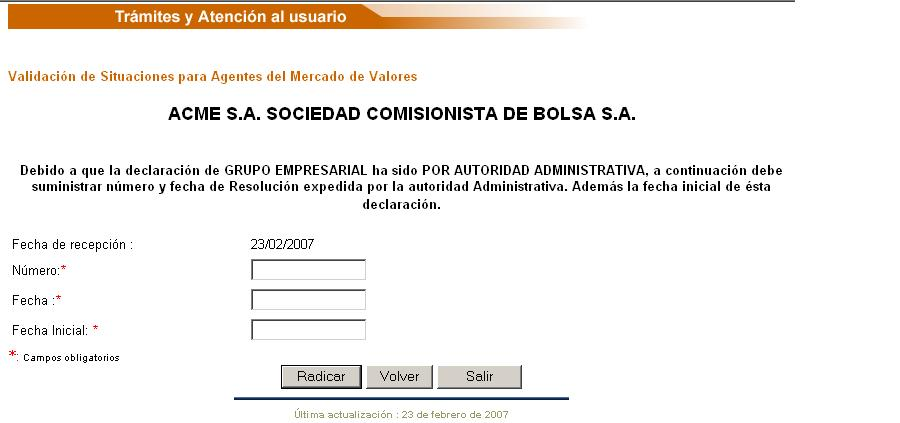 Trámites y Atención al usuario
Validación de Situaciones para Agentes del Mercado de Valores
ACME S.A. SOCIEDAD COMISIONISTA DE BOLSA S.A.
Debido a que la declaración de GRUPO EMPRESARIAL ha sido POR AUTORIDAD ADMINISTRATIVA, a continuación debe
suministrar número y fecha de Resolución expedida por la autoridad Administrativa. Además la fecha inicial de ésta
declaración.
Fecha de recepción : 23/02/2007
Número:*
Fecha :*
Fecha Inicial: *
*: Campos obligatorios
Radicar Volver Salir
Última actualización : 23 de febrero de 2007